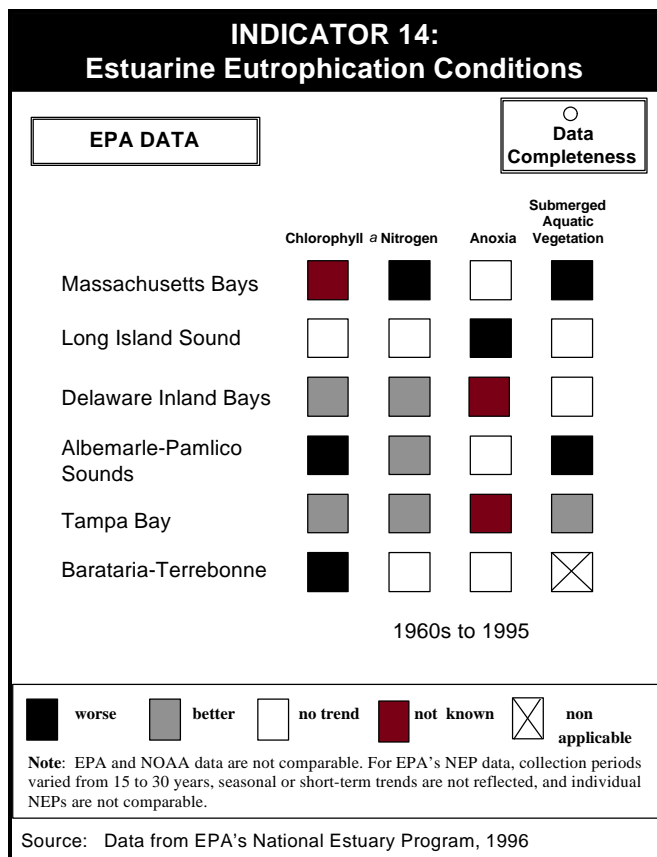 INDICATOR 14:
Estuarine Eutrophication Conditions
EPA DATA
Data
Completeness
Submerged
Aquatic
Chlorophyll a Nitrogen Anoxia Vegetation
Massachusetts Bays
Long Island Sound
Delaware Inland Bays
Albemarle-Pamlico
Sounds
Tampa Bay
Barataria-Terrebonne
1960s to 1995
worse better no trend not known non
applicable
Note: EPA and NOAA data are not comparable. For EPA's NEP data, collection periods
varied from 15 to 30 years, seasonal or short-term trends are not reflected, and individual
NEPs are not comparable.
Source: Data from EPA's National Estuary Program, 1996